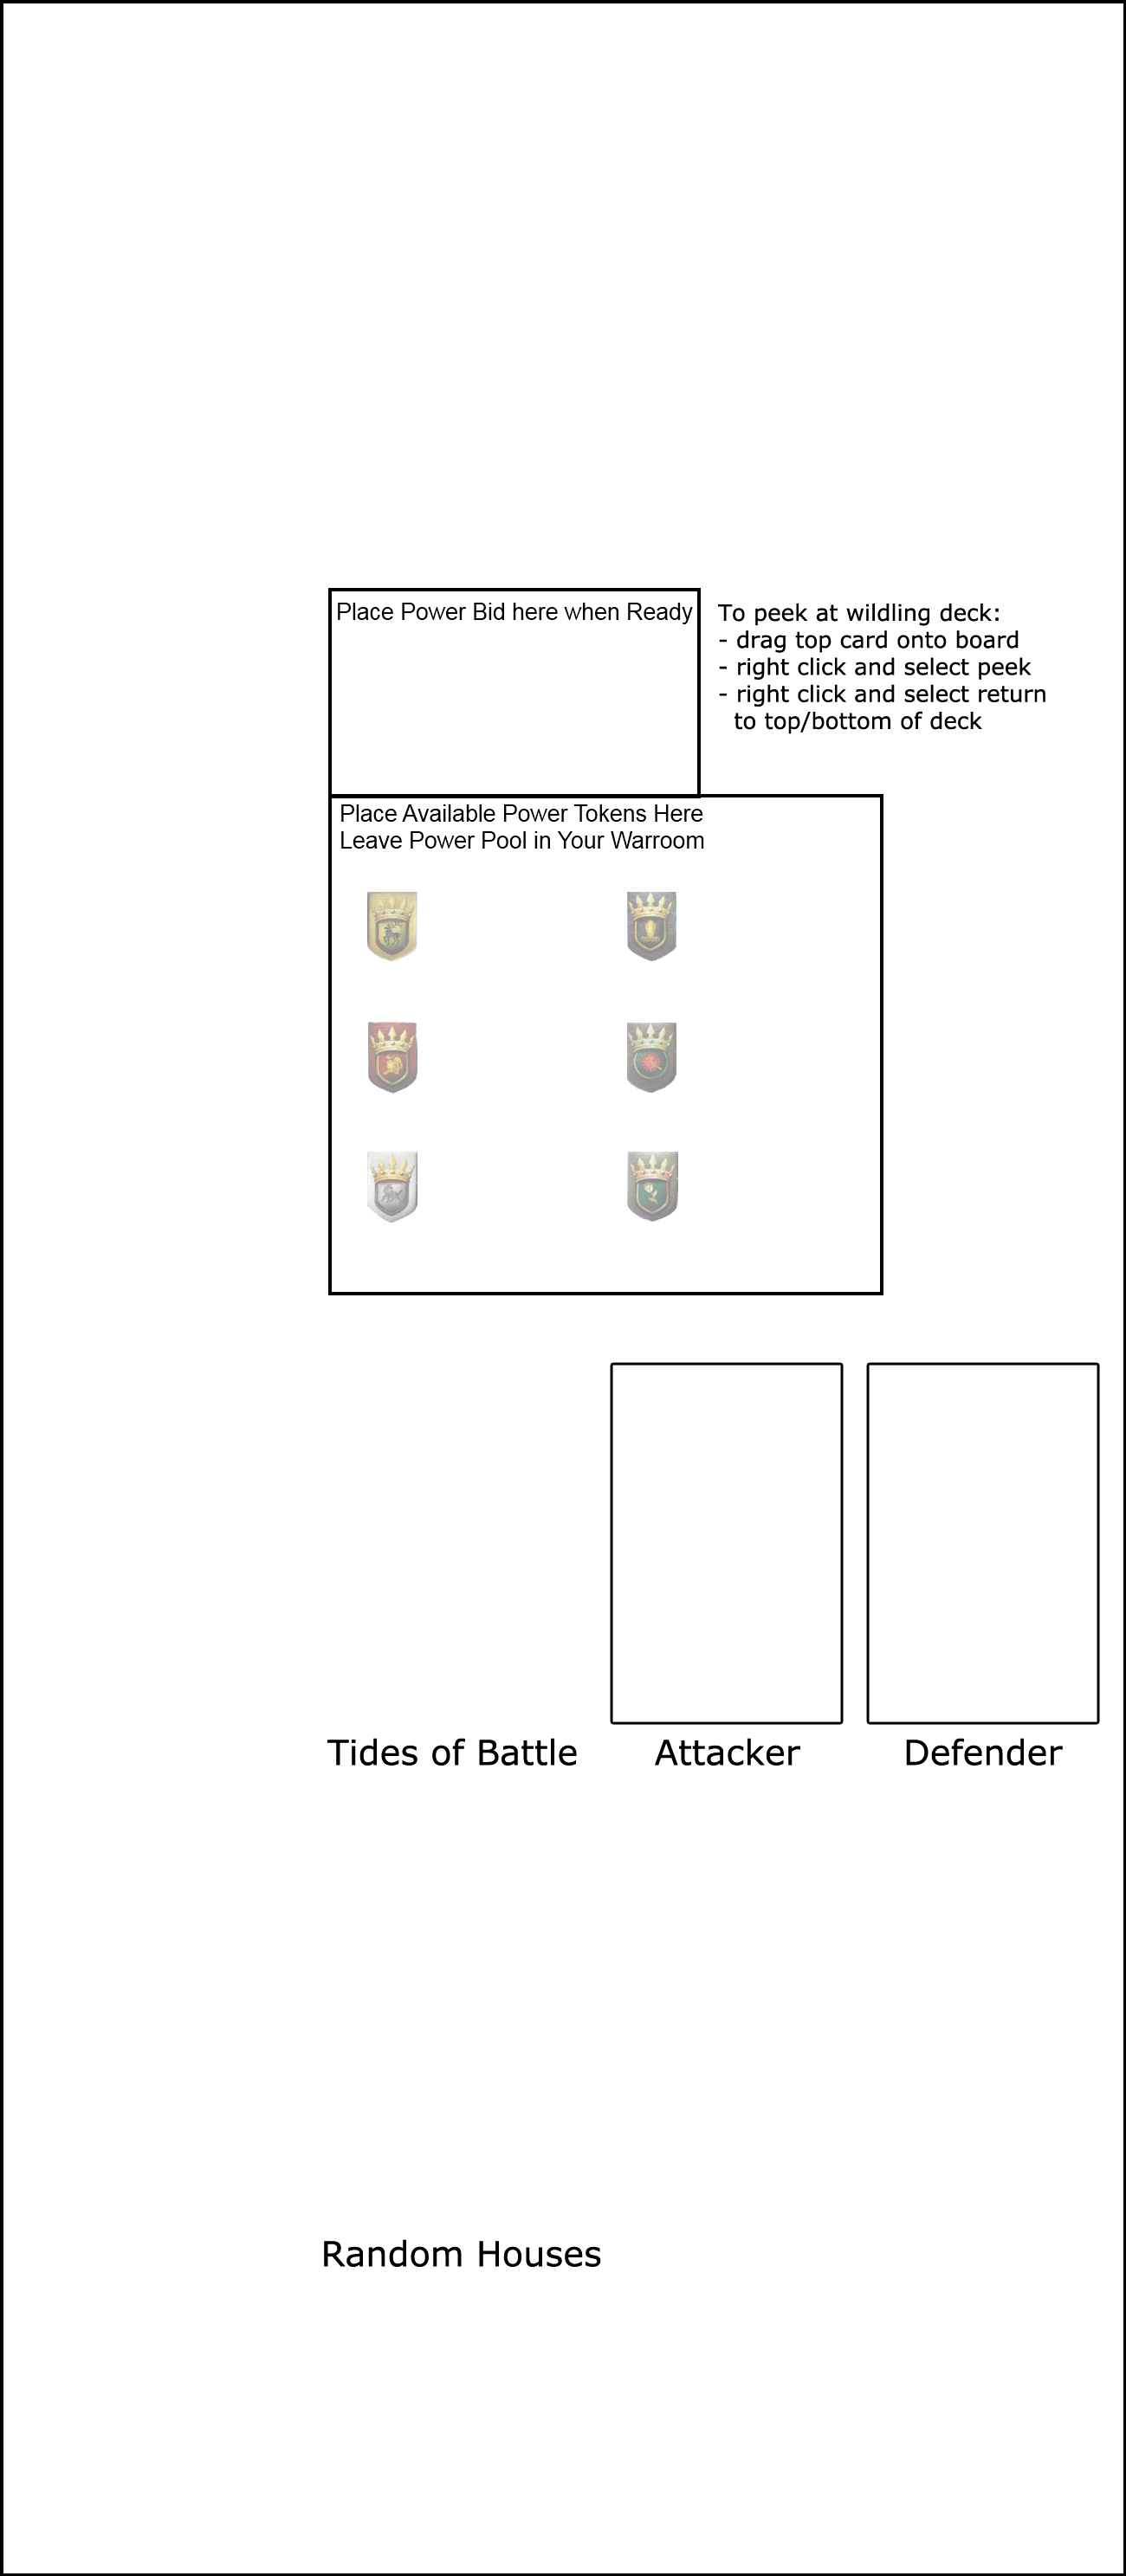 Place Power Bid here when Ready
To peek at wildling deck:
- drag top card onto board
- right click and select peek
- right click and select return
to top/bottom of deck
Place Available Power Tokens Here
Leave Power Pool in Your Warroom
Tides of Battle
Attacker
Defender
Random Houses